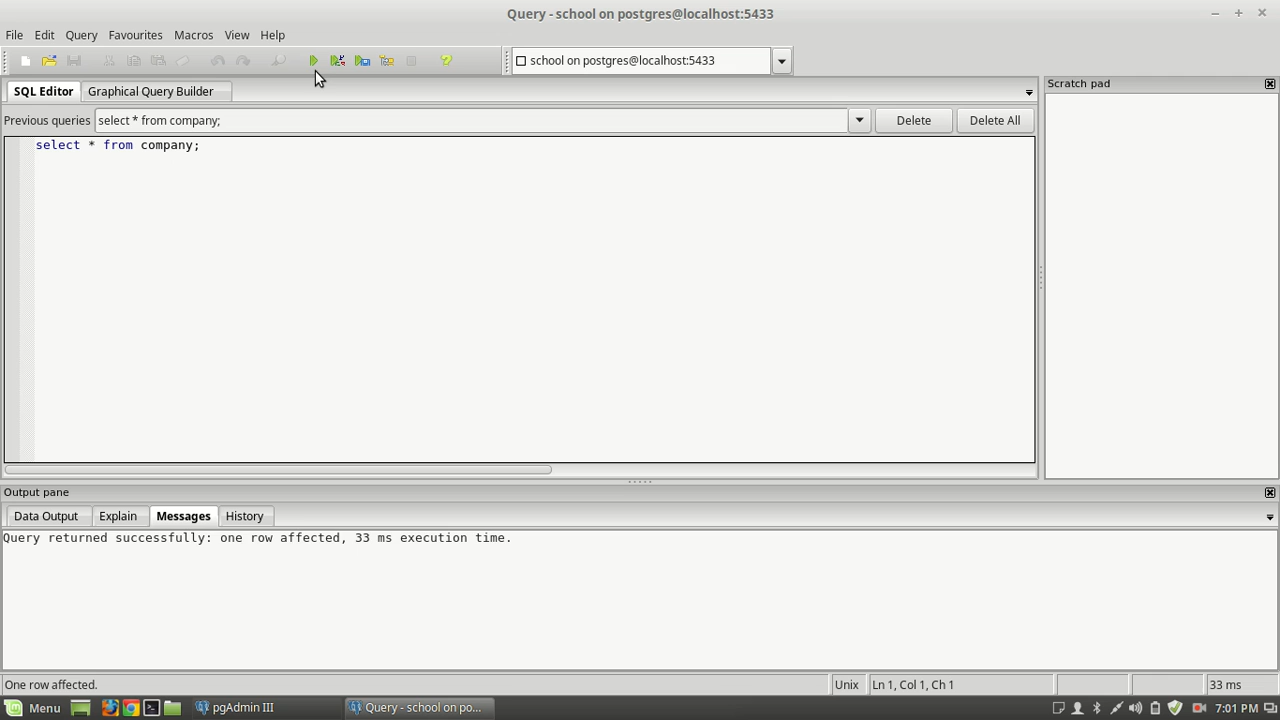 Query - school on postgres@localhost:5433
File Edit Query Favourites Macros View Help
school on postgres@localhost:5433
SQL Editor Graphical Query Builder
Scratch pad
Previous queries select * from company; Delete Delete All
select * from company;
Output pane
Data Output Explain Messages History
Query returned successfully: one row affected, 33 ms execution time.
One row affected. Unix Ln 1, Col 1, Ch 1 33 ms
Menu pgAdmin III Query - school on po... 7:01 PM